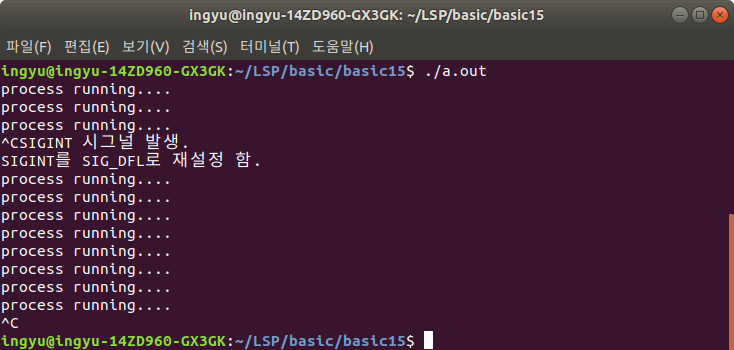 ingyu@ingyu-14ZD960-GX3GK: ~/LSP/basic/basic15
파일(F) 편집(E) 보기(V) 검색(S) 터미널(T) 도움말(H)
ingyu@ingyu-14ZD960-GX3GK:~/LSP/basic/basic15$ ./a.out
process running....
process running....
process running....
^CSIGINT 시그널 발생.
SIGINT를 SIG_DFL로 재설정 함.
process running....
process running....
process running....
process running....
process running....
process running....
process running....
process running....
^C
ingyu@ingyu-14ZD960-GX3GK:~/LSP/basic/basic15$